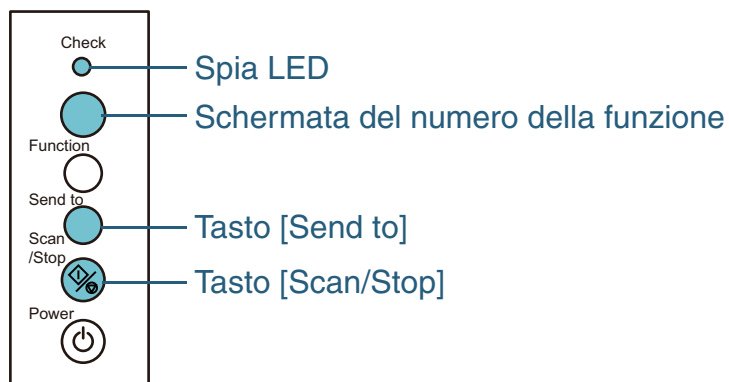 Check
Spia LED
Schermata del numero della funzione
Function
Send to
Tasto [Send to]
Scan
/Stop
Tasto [Scan/Stop]
Power